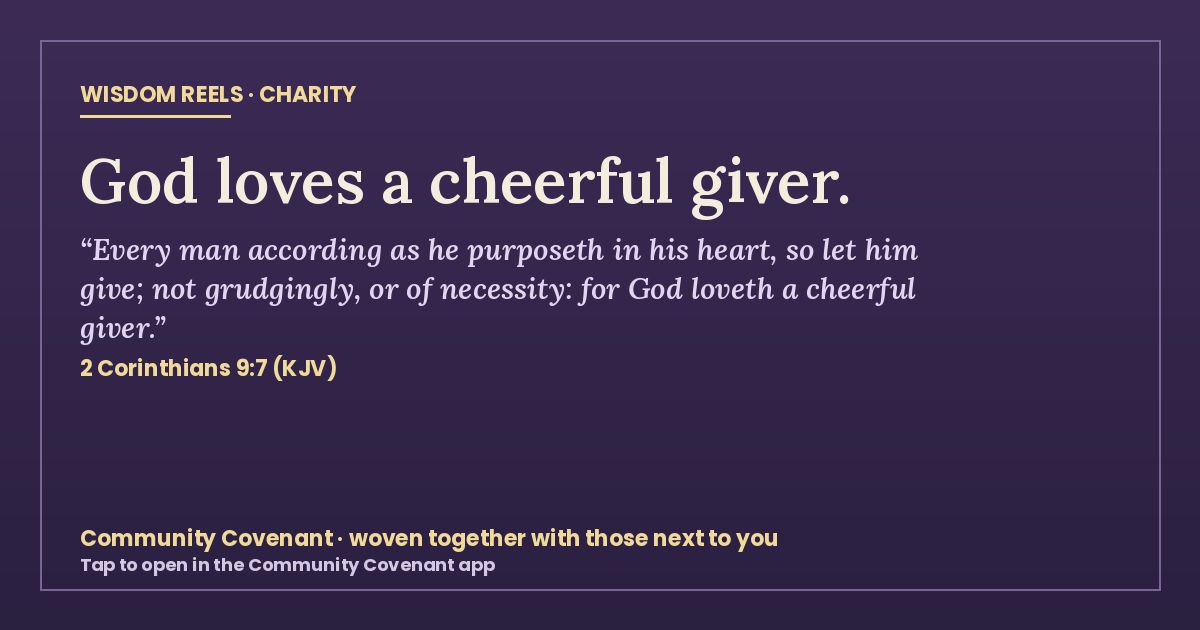 WISDOM REELS · CHARITY
God loves a cheerful giver.
“Every man according as he purposeth in his heart, so let him
give; not grudgingly, or of necessity: for God loveth a cheerful
giver.”
2 Corinthians 9:7 (KJV)
Community Covenant · woven together with those next to you
Tap to open in the Community Covenant app